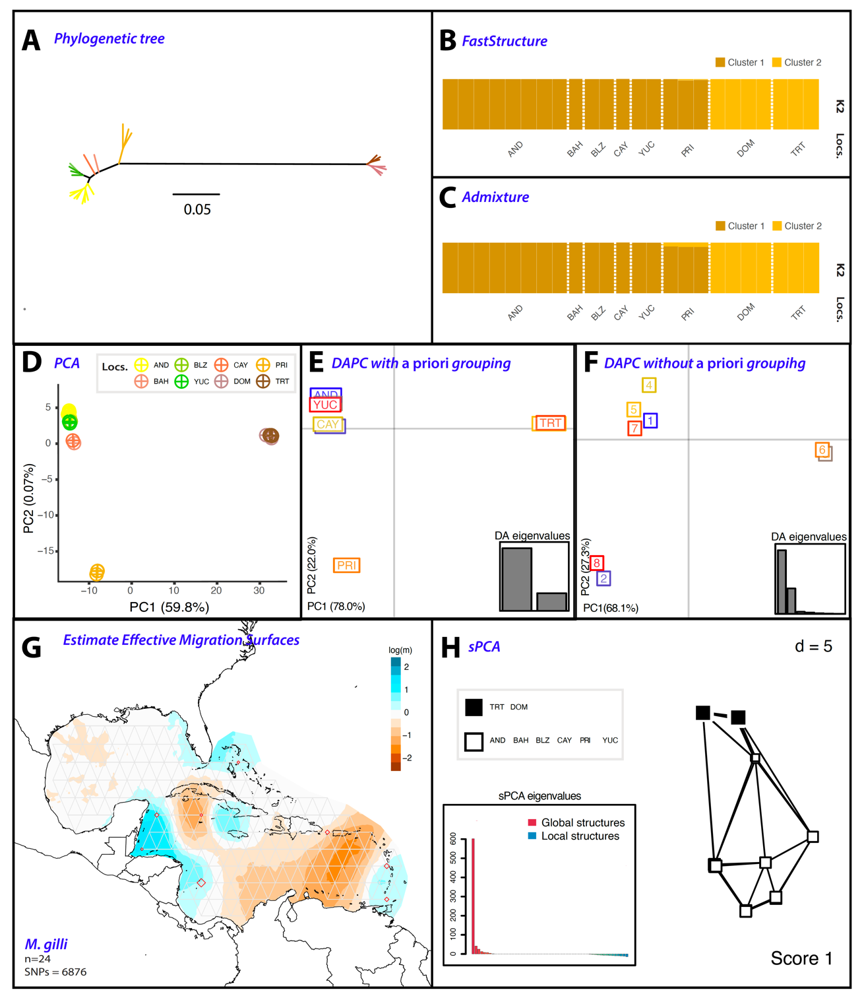 A Phylogenetic tree
0.05
B FastStructure
Cluster 1 Cluster 2
K2
Locs.
AND BAH BLZ CAY YUC PRI DOM TRT
C Admixture
Cluster 1 Cluster 2
K2
Locs.
AND BAH BLZ CAY YUC PRI DOM TRT
D PCA
Locs. AND BLZ CAY PRI
BAH YUC DOM TRT
5
0
−5
−10
−15
PC2 (0.07%)
−10 0 10 20 30
PC1 (59.8%)
E DAPC with a priori grouping
AND
YUC
CAY
TRT
PRI
PC2 (22.0%)
PC1 (78.0%)
DA eigenvalues
F DAPC without a priori groupihg
4
5
1
7
6
8
2
PC2 (27.3%)
PC1(68.1%)
DA eigenvalues
G Estimate Effective Migration Surfaces
log(m)
2
1
0
−1
−2
M. gilli
n=24
SNPs = 6876
H sPCA
d = 5
TRT DOM
AND BAH BLZ CAY PRI YUC
sPCA eigenvalues
Global structures
Local structures
600
500
400
300
200
100
0
Score 1